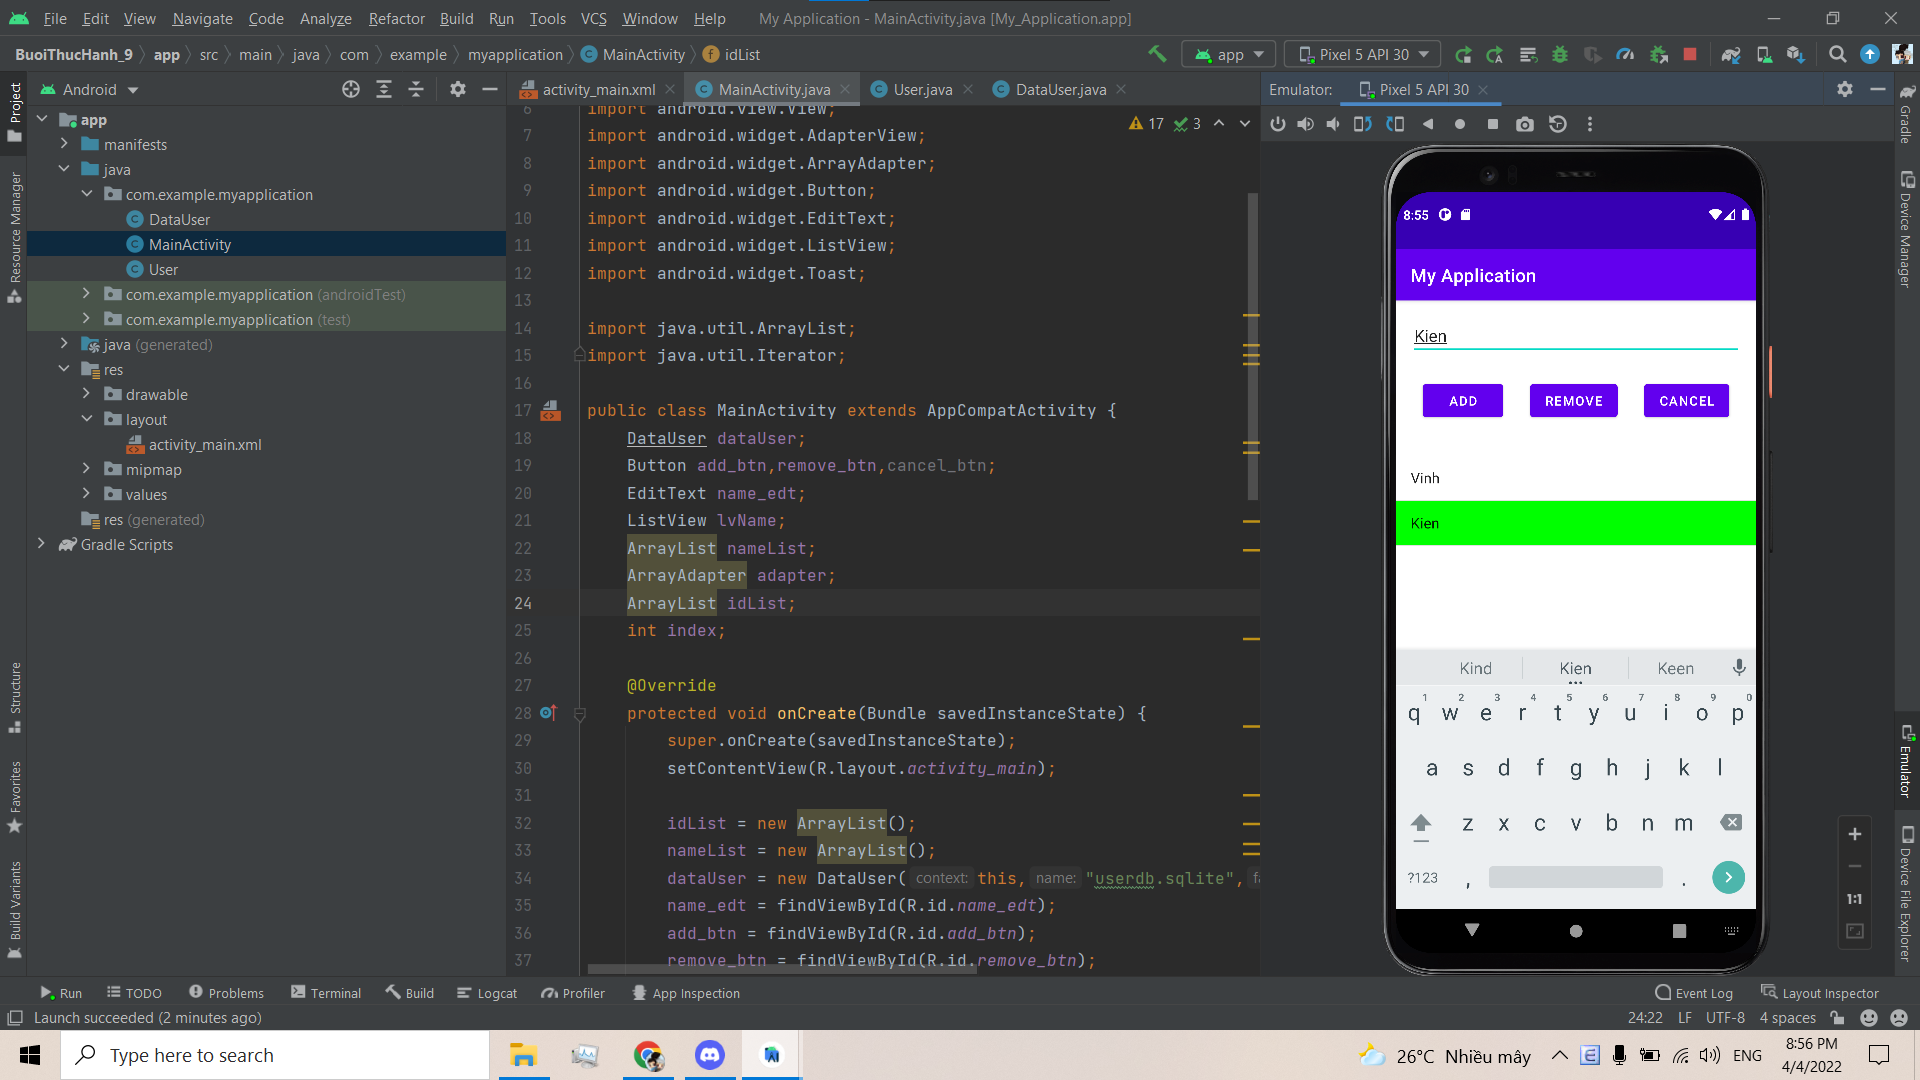 File Edit View Navigate Code Analyze Refactor Build Run Tools VCS Window Help My Application - MainActivity.java [My_Application.app]
BuoiThucHanh_9 app src main java com example myapplication MainActivity idList app Pixel 5 API 30
Project
Android
activity_main.xml MainActivity.java User.java DataUser.java
Emulator: Pixel 5 API 30
app
manifests
java
com.example.myapplication
DataUser
MainActivity
User
com.example.myapplication (androidTest)
com.example.myapplication (test)
java (generated)
res
drawable
layout
activity_main.xml
mipmap
values
res (generated)
Gradle Scripts
Resource Manager
Structure
Favorites
Build Variants
17 3
6 import android.view.View;
7 import android.widget.AdapterView;
8 import android.widget.ArrayAdapter;
9 import android.widget.Button;
10 import android.widget.EditText;
11 import android.widget.ListView;
12 import android.widget.Toast;
13
14 import java.util.ArrayList;
15 import java.util.Iterator;
16
17 public class MainActivity extends AppCompatActivity {
18 DataUser dataUser;
19 Button add_btn,remove_btn,cancel_btn;
20 EditText name_edt;
21 ListView lvName;
22 ArrayList nameList;
23 ArrayAdapter adapter;
24 ArrayList idList;
25 int index;
26
27 @Override
28 protected void onCreate(Bundle savedInstanceState) {
29 super.onCreate(savedInstanceState);
30 setContentView(R.layout.activity_main);
31
32 idList = new ArrayList();
33 nameList = new ArrayList();
34 dataUser = new DataUser( context: this, name: "userdb.sqlite",
35 name_edt = findViewById(R.id.name_edt);
36 add_btn = findViewById(R.id.add_btn);
37 remove_btn = findViewById(R.id.remove_btn);
8:55
My Application
Kien
ADD REMOVE CANCEL
Vinh
Kien
Kind Kien Keen
1 2 3 4 5 6 7 8 9 0
q w e r t y u i o p
a s d f g h j k l
z x c v b n m
?123 , .
1:1
Gradle
Device Manager
Emulator
Device File Explorer
Run TODO Problems Terminal Build Logcat Profiler App Inspection Event Log Layout Inspector
Launch succeeded (2 minutes ago) 24:22 LF UTF-8 4 spaces
Type here to search 26°C Nhiều mây ENG 8:56 PM
4/4/2022